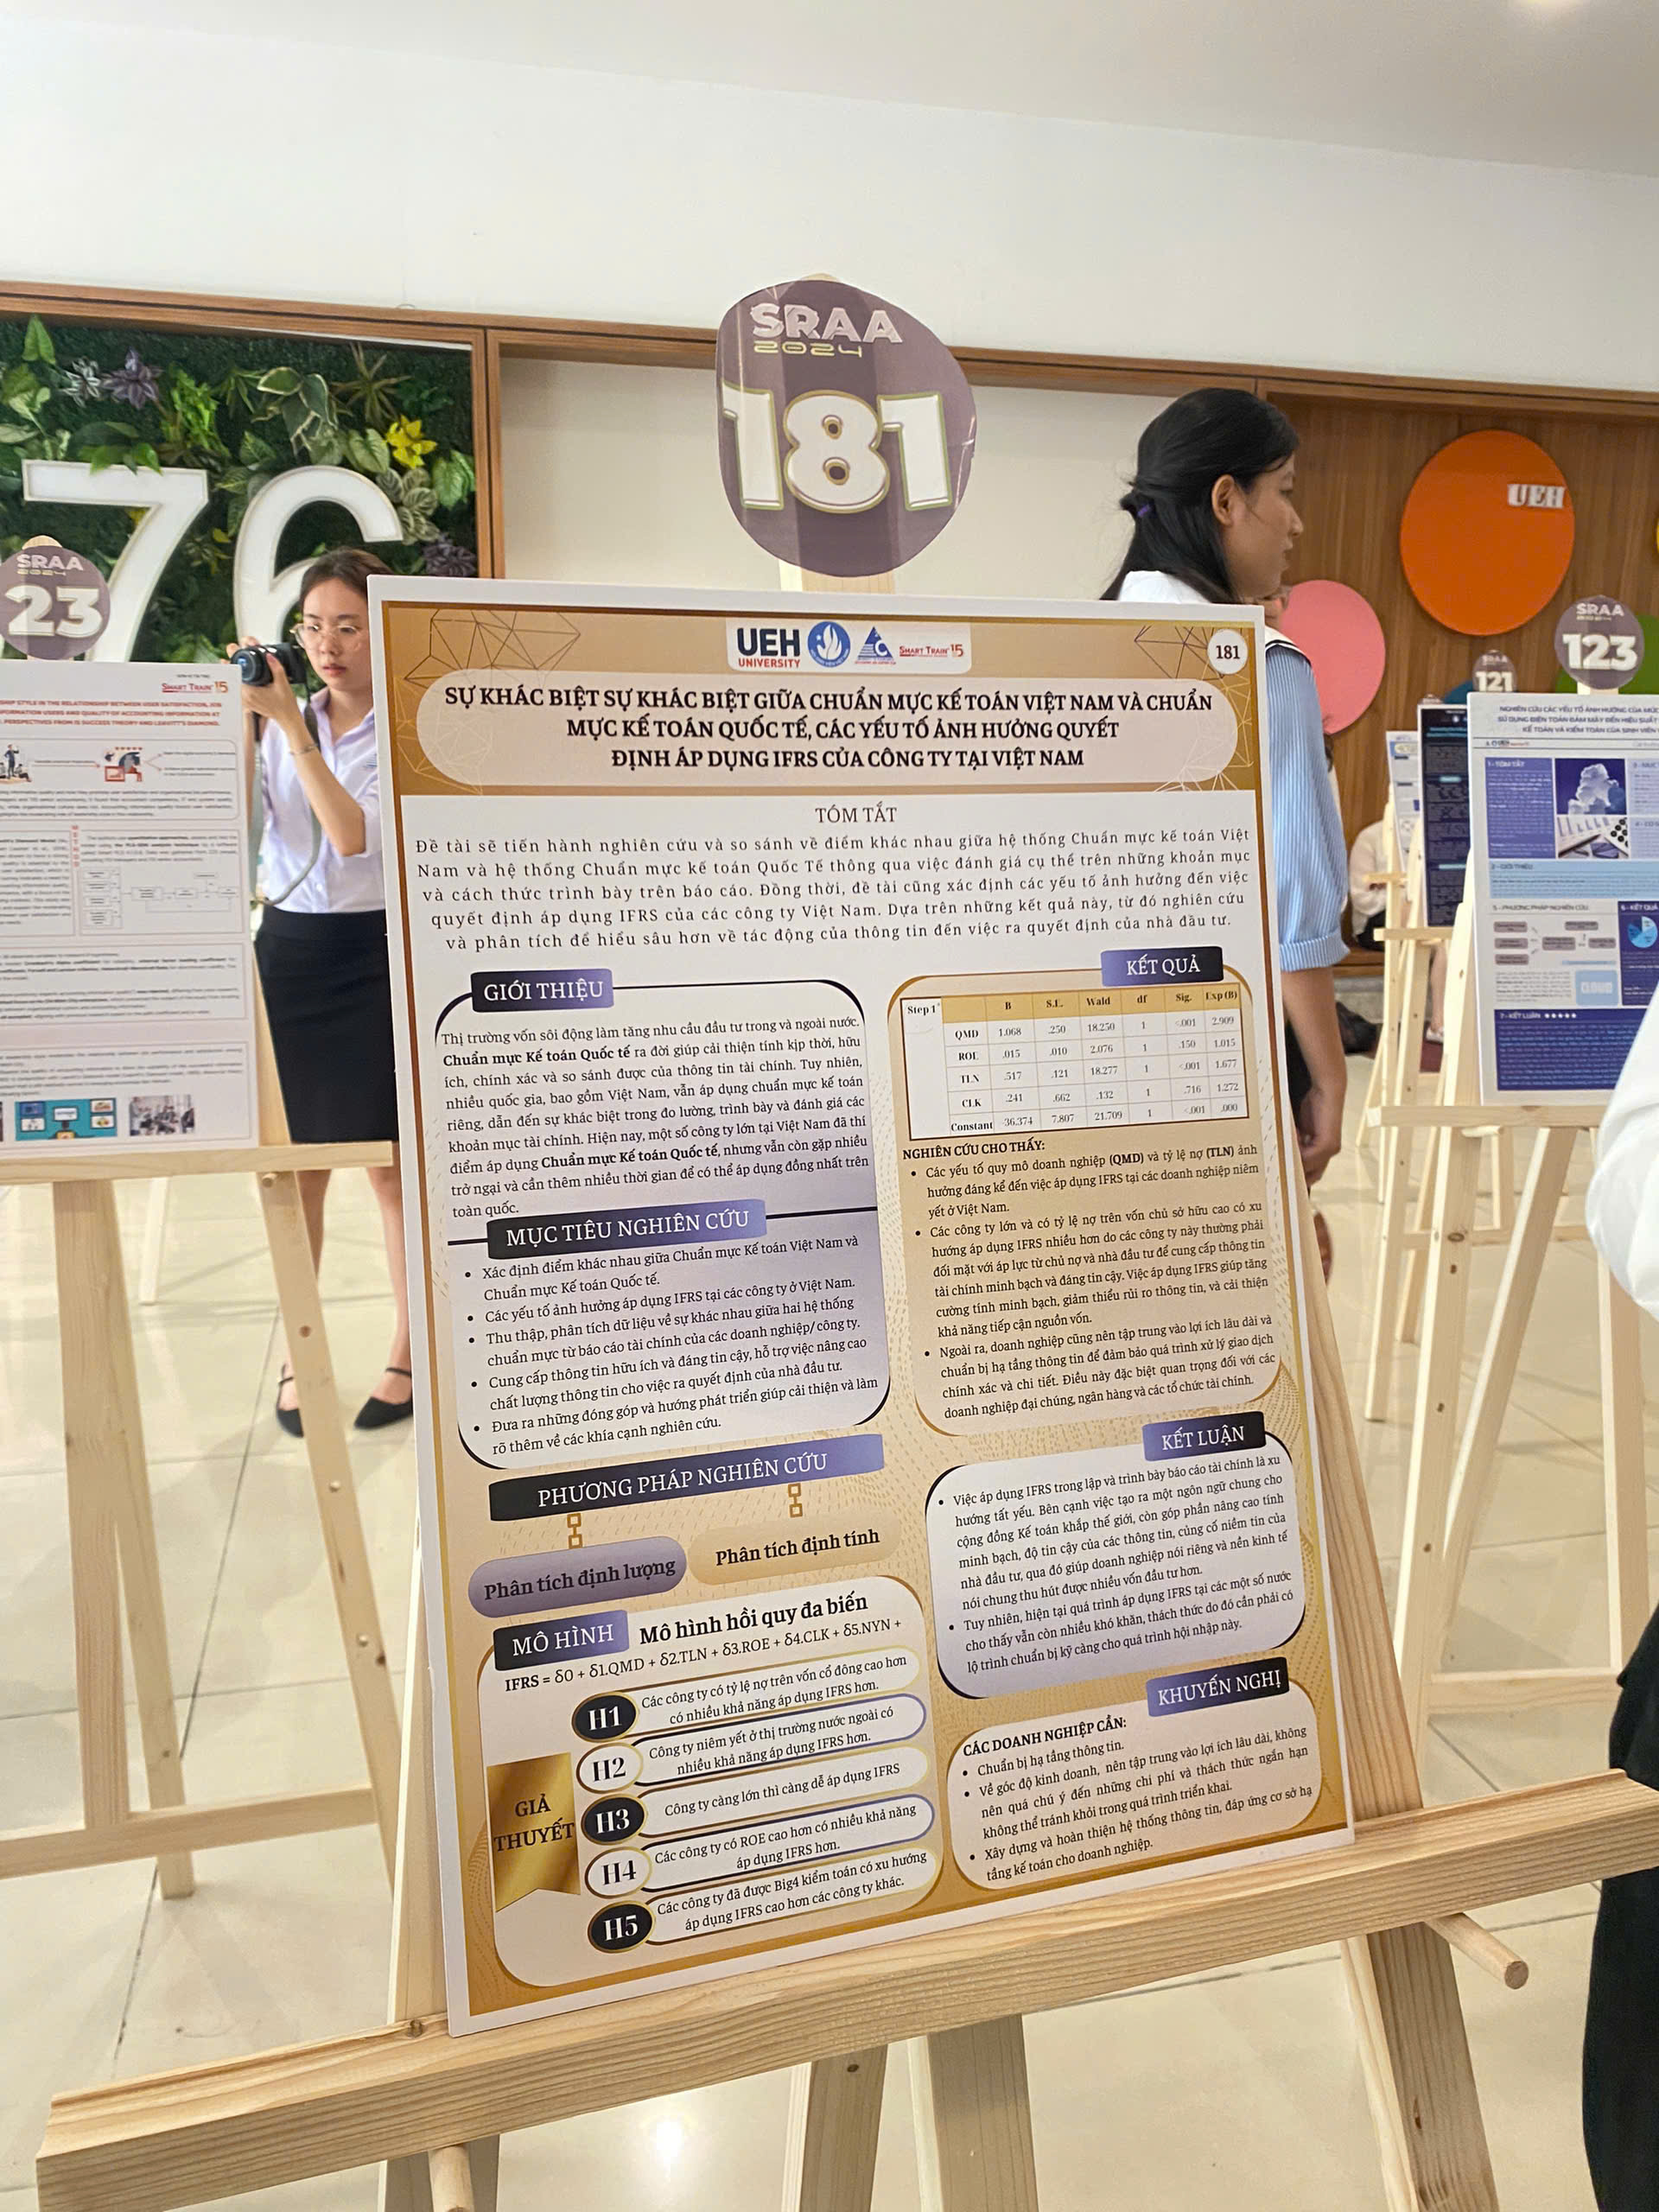 SRAA
2024
181
76
SRAA
2024
23
UEH
SRAA
123
SRAA
121
SMART TRAIN 15
UEH
UNIVERSITY
SMART TRAIN 15
181
SỰ KHÁC BIỆT SỰ KHÁC BIỆT GIỮA CHUẨN MỰC KẾ TOÁN VIỆT NAM VÀ CHUẨN
MỰC KẾ TOÁN QUỐC TẾ, CÁC YẾU TỐ ẢNH HƯỞNG QUYẾT
ĐỊNH ÁP DỤNG IFRS CỦA CÔNG TY TẠI VIỆT NAM
TÓM TẮT
Đề tài sẽ tiến hành nghiên cứu và so sánh về điểm khác nhau giữa hệ thống Chuẩn mực kế toán Việt
Nam và hệ thống Chuẩn mực kế toán Quốc Tế thông qua việc đánh giá cụ thể trên những khoản mục
và cách thức trình bày trên báo cáo. Đồng thời, đề tài cũng xác định các yếu tố ảnh hưởng đến việc
quyết định áp dụng IFRS của các công ty Việt Nam. Dựa trên những kết quả này, từ đó nghiên cứu
và phân tích để hiểu sâu hơn về tác động của thông tin đến việc ra quyết định của nhà đầu tư.
GIỚI THIỆU
Thị trường vốn sôi động làm tăng nhu cầu đầu tư trong và ngoài nước.
Chuẩn mực Kế toán Quốc tế ra đời giúp cải thiện tính kịp thời, hữu
ích, chính xác và so sánh được của thông tin tài chính. Tuy nhiên,
nhiều quốc gia, bao gồm Việt Nam, vẫn áp dụng chuẩn mực kế toán
riêng, dẫn đến sự khác biệt trong đo lường, trình bày và đánh giá các
khoản mục tài chính. Hiện nay, một số công ty lớn tại Việt Nam đã thí
điểm áp dụng Chuẩn mực Kế toán Quốc tế, nhưng vẫn còn gặp nhiều
trở ngại và cần thêm nhiều thời gian để có thể áp dụng đồng nhất trên
toàn quốc.
MỤC TIÊU NGHIÊN CỨU
• Xác định điểm khác nhau giữa Chuẩn mực Kế toán Việt Nam và
Chuẩn mực Kế toán Quốc tế.
• Các yếu tố ảnh hưởng áp dụng IFRS tại các công ty ở Việt Nam.
• Thu thập, phân tích dữ liệu về sự khác nhau giữa hai hệ thống
chuẩn mực từ báo cáo tài chính của các doanh nghiệp/ công ty.
• Cung cấp thông tin hữu ích và đáng tin cậy, hỗ trợ việc nâng cao
chất lượng thông tin cho việc ra quyết định của nhà đầu tư.
• Đưa ra những đóng góp và hướng phát triển giúp cải thiện và làm
rõ thêm về các khía cạnh nghiên cứu.
PHƯƠNG PHÁP NGHIÊN CỨU
Phân tích định lượng
Phân tích định tính
MÔ HÌNH
Mô hình hồi quy đa biến
IFRS = δ0 + δ1.QMD + δ2.TLN + δ3.ROE + δ4.CLK + δ5.NYN +
GIẢ
THUYẾT
H1
Các công ty có tỷ lệ nợ trên vốn cổ đông cao hơn
có nhiều khả năng áp dụng IFRS hơn.
H2
Công ty niêm yết ở thị trường nước ngoài có
nhiều khả năng áp dụng IFRS hơn.
H3
Công ty càng lớn thì càng dễ áp dụng IFRS
H4
Các công ty có ROE cao hơn có nhiều khả năng
áp dụng IFRS hơn.
H5
Các công ty đã được Big4 kiểm toán có xu hướng
áp dụng IFRS cao hơn các công ty khác.
KẾT QUẢ
Step 1 B S.E. Wald df Sig. Exp(B)
QMD 1.068 .250 18.250 1 <.001 2.909
ROE .015 .010 2.076 1 .150 1.015
TLN .517 .121 18.277 1 <.001 1.677
CLK .241 .662 .132 1 .716 1.272
Constant -36.374 7.807 21.709 1 <.001 .000
NGHIÊN CỨU CHO THẤY:
• Các yếu tố quy mô doanh nghiệp (QMD) và tỷ lệ nợ (TLN) ảnh
hưởng đáng kể đến việc áp dụng IFRS tại các doanh nghiệp niêm
yết ở Việt Nam.
• Các công ty lớn và có tỷ lệ nợ trên vốn chủ sở hữu cao có xu
hướng áp dụng IFRS nhiều hơn do các công ty này thường phải
đối mặt với áp lực từ chủ nợ và nhà đầu tư để cung cấp thông tin
tài chính minh bạch và đáng tin cậy. Việc áp dụng IFRS giúp tăng
cường tính minh bạch, giảm thiểu rủi ro thông tin, và cải thiện
khả năng tiếp cận nguồn vốn.
• Ngoài ra, doanh nghiệp cũng nên tập trung vào lợi ích lâu dài và
chuẩn bị hạ tầng thông tin để đảm bảo quá trình xử lý giao dịch
chính xác và chi tiết. Điều này đặc biệt quan trọng đối với các
doanh nghiệp đại chúng, ngân hàng và các tổ chức tài chính.
KẾT LUẬN
• Việc áp dụng IFRS trong lập và trình bày báo cáo tài chính là xu
hướng tất yếu. Bên cạnh việc tạo ra một ngôn ngữ chung cho
cộng đồng Kế toán khắp thế giới, còn góp phần nâng cao tính
minh bạch, độ tin cậy của các thông tin, củng cố niềm tin của
nhà đầu tư, qua đó giúp doanh nghiệp nói riêng và nền kinh tế
nói chung thu hút được nhiều vốn đầu tư hơn.
• Tuy nhiên, hiện tại quá trình áp dụng IFRS tại các một số nước
cho thấy vẫn còn nhiều khó khăn, thách thức do đó cần phải có
lộ trình chuẩn bị kỹ càng cho quá trình hội nhập này.
KHUYẾN NGHỊ
CÁC DOANH NGHIỆP CẦN:
• Chuẩn bị hạ tầng thông tin.
• Về góc độ kinh doanh, nên tập trung vào lợi ích lâu dài, không
nên quá chú ý đến những chi phí và thách thức ngắn hạn
không thể tránh khỏi trong quá trình triển khai.
• Xây dựng và hoàn thiện hệ thống thông tin, đáp ứng cơ sở hạ
tầng kế toán cho doanh nghiệp.